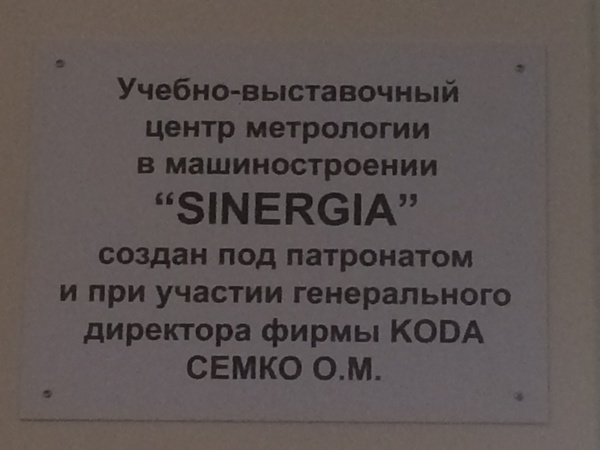 Учебно-выставочный
центр метрологии
в машиностроении
“SINERGIA”
создан под патронатом
и при участии генерального
директора фирмы KODA
СЕМКО О.М.